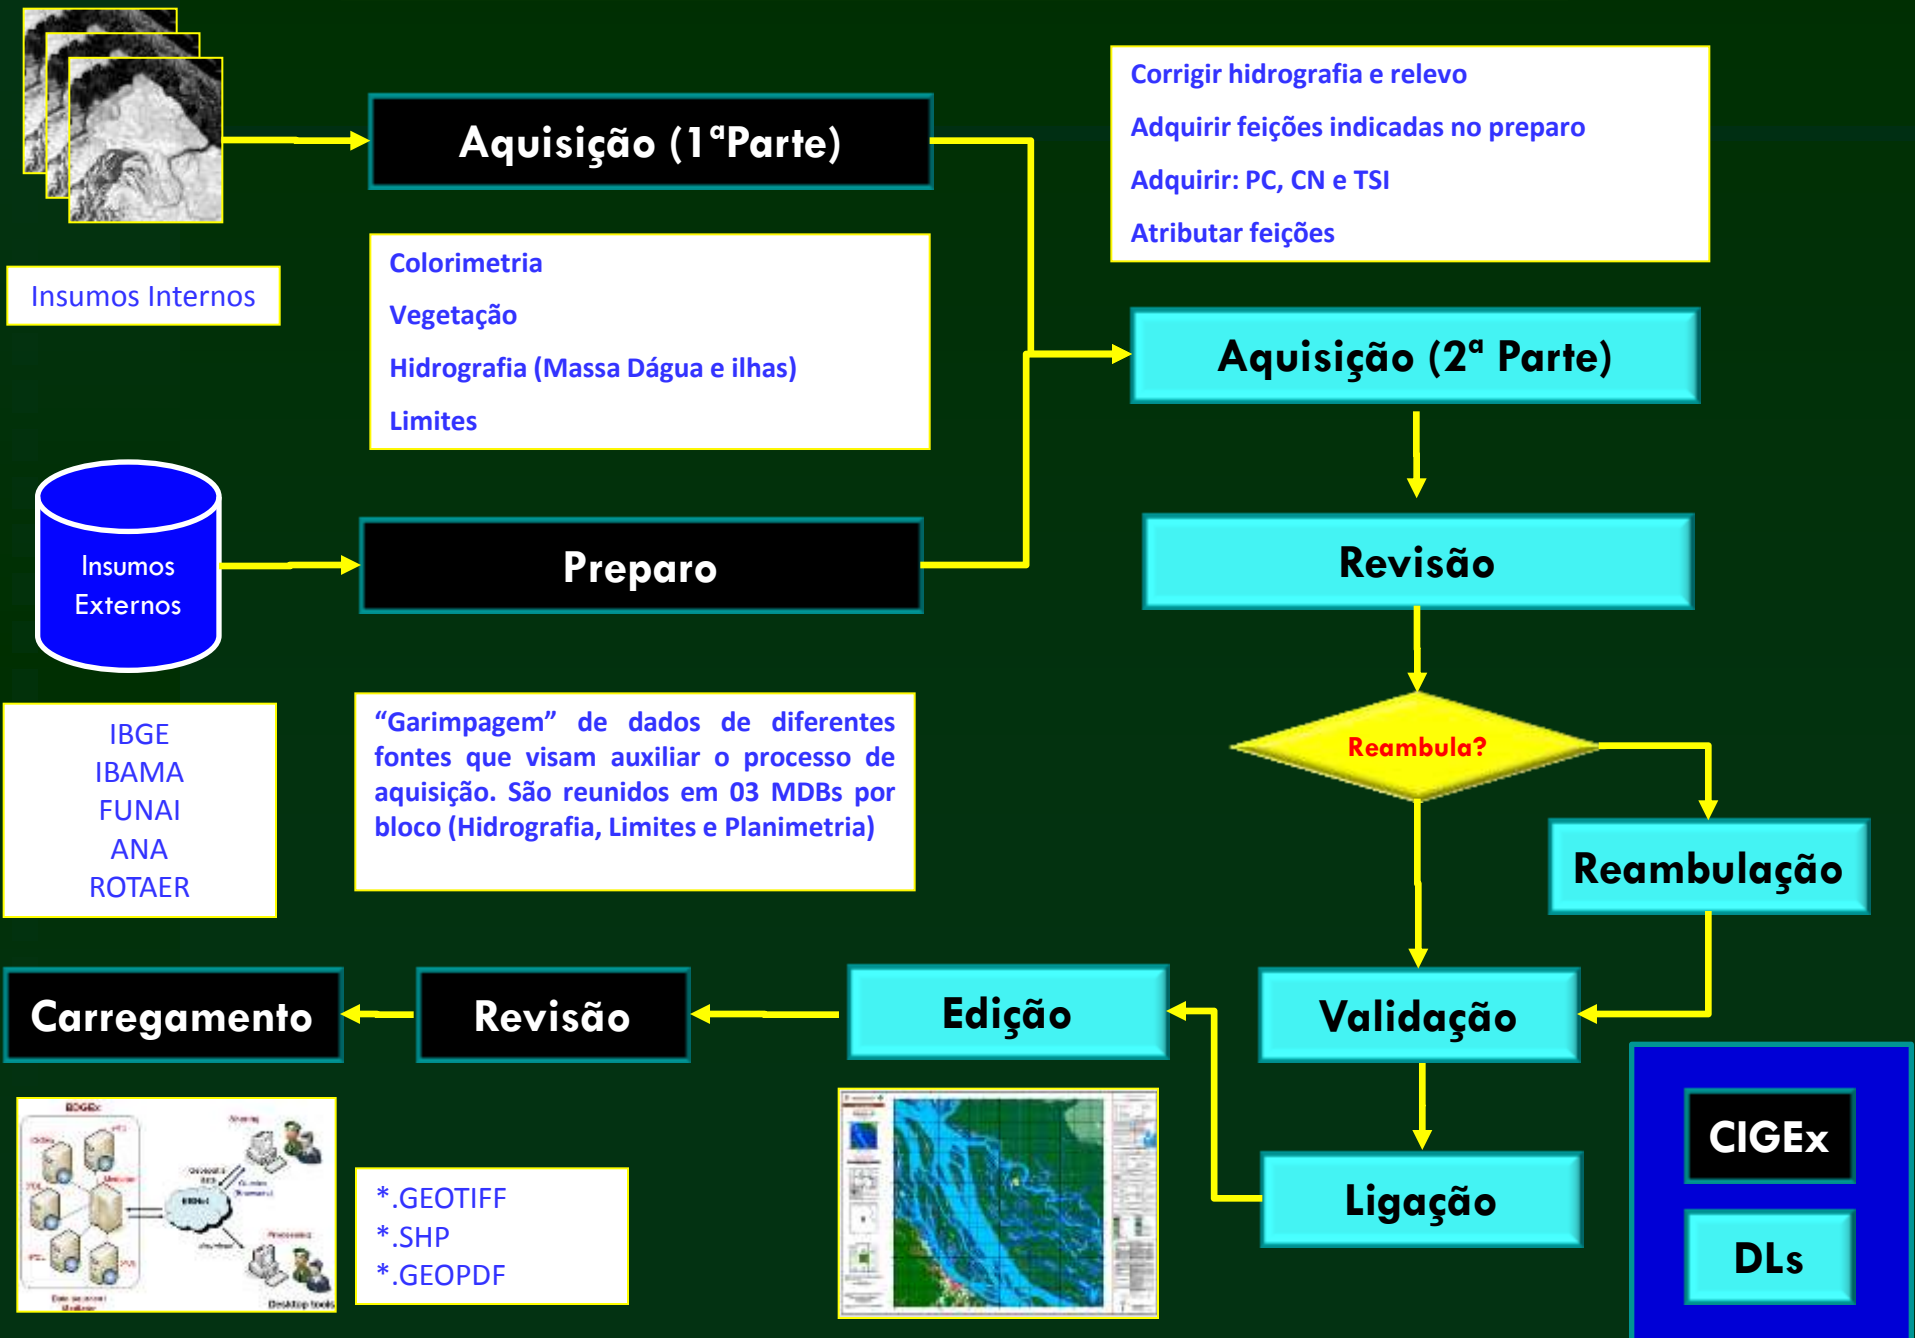 Aquisição (1ªParte)
Corrigir hidrografia e relevo
Adquirir feições indicadas no preparo
Adquirir: PC, CN e TSI
Atributar feições
Insumos Internos
Colorimetria
Vegetação
Hidrografia (Massa Dágua e ilhas)
Limites
Aquisição (2ª Parte)
Insumos
Externos
Preparo
Revisão
IBGE
IBAMA
FUNAI
ANA
ROTAER
“Garimpagem” de dados de diferentes
fontes que visam auxiliar o processo de
aquisição. São reunidos em 03 MDBs por
bloco (Hidrografia, Limites e Planimetria)
Reambula?
Reambulação
Carregamento
Revisão
Edição
Validação
Ligação
BDGEx
Desktop tools
*.GEOTIFF
*.SHP
*.GEOPDF
CIGEx
DLs